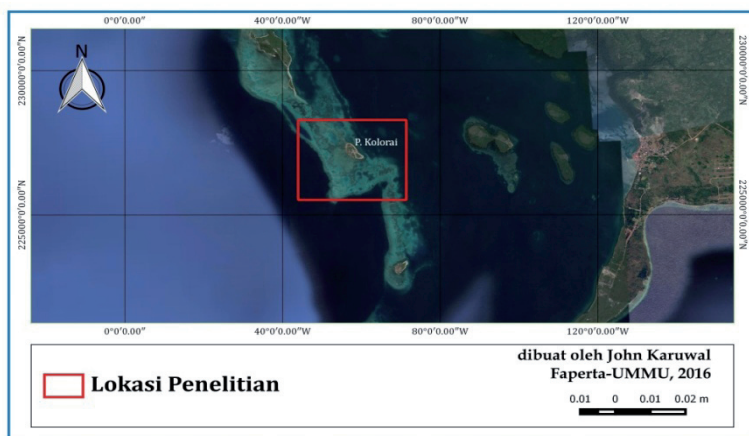 0°0'0.00" 40°0'0.00"W 80°0'0.00"W 120°0'0.00"W
230000°0'0.00"N 230000°0'0.00"N
N
P. Kolorai
225000°0'0.00"N 225000°0'0.00"N
0°0'0.00" 40°0'0.00"W 80°0'0.00"W 120°0'0.00"W
Lokasi Penelitian
dibuat oleh John Karuwal
Faperta-UMMU, 2016
0.01 0 0.01 0.02 m